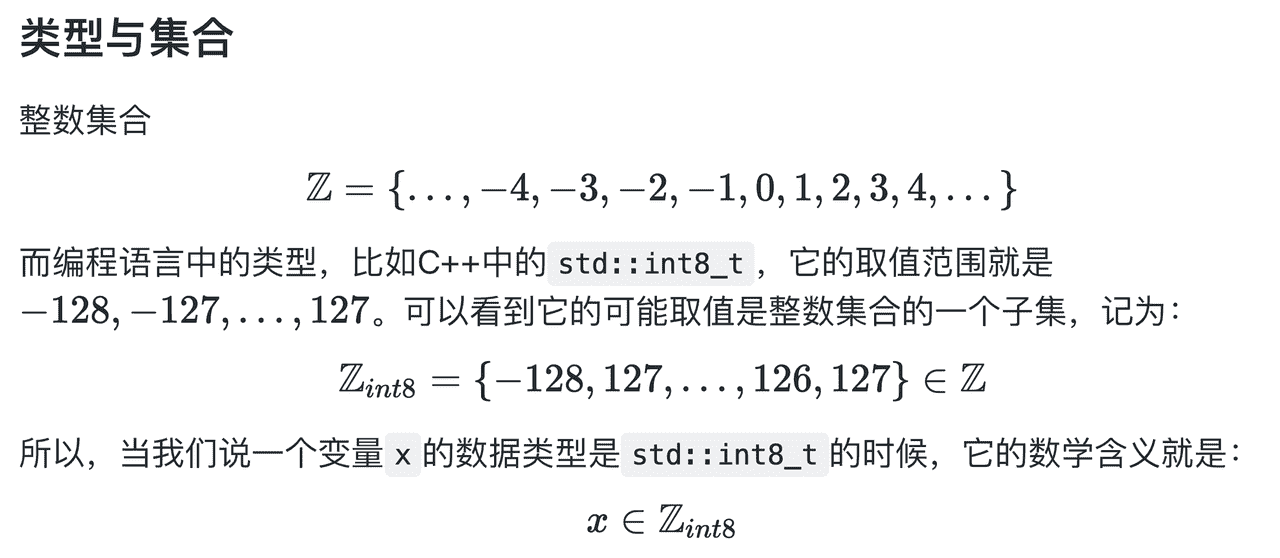 类型与集合
整数集合
ℤ = {…, −4, −3, −2, −1, 0, 1, 2, 3, 4, …}
而编程语言中的类型，比如C++中的 std::int8_t ，它的取值范围就是
−128, −127, …, 127。可以看到它的可能取值是整数集合的一个子集，记为：
ℤ_{int8} = {−128, 127, …, 126, 127} ∈ ℤ
所以，当我们说一个变量 x 的数据类型是 std::int8_t 的时候，它的数学含义就是：
x ∈ ℤ_{int8}